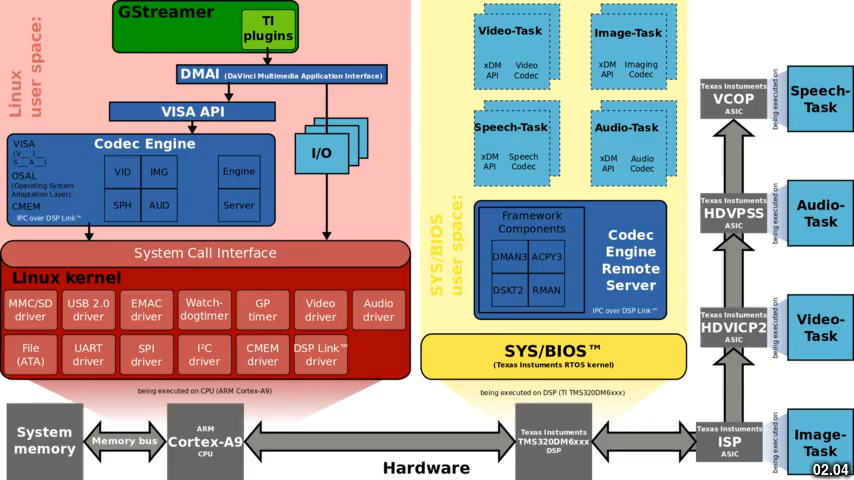 Linux
user space:
GStreamer
TI
plugins
DMAI (DaVinci Multimedia Application Interface)
VISA API
Codec Engine
VISA
(V__ I__
S__ A__)
OSAL
(Operating System
Adaptation Layer)
CMEM
IPC over DSP Link™
VID
IMG
SPH
AUD
Engine
Server
I/O
System Call Interface
Linux kernel
MMC/SD
driver
USB 2.0
driver
EMAC
driver
Watch-
dogtimer
GP
timer
Video
driver
Audio
driver
File
(ATA)
UART
driver
SPI
driver
I²C
driver
CMEM
driver
DSP Link™
driver
being executed on CPU (ARM Cortex-A9)
SYS/BIOS
user space:
Video-Task
xDM
API
Video
Codec
Image-Task
xDM
API
Imaging
Codec
Speech-Task
xDM
API
Speech
Codec
Audio-Task
xDM
API
Audio
Codec
Framework
Components
DMAN3
ACPY3
DSKT2
RMAN
Codec
Engine
Remote
Server
IPC over DSP Link™
SYS/BIOS™
(Texas Instuments RTOS kernel)
being executed on DSP (TI TMS320DM6xxx)
System
memory
Memory bus
ARM
Cortex-A9
CPU
Hardware
Texas Instuments
TMS320DM6xxx
DSP
Texas Instuments
VCOP
ASIC
being executed on
Speech-
Task
Texas Instuments
HDVPSS
ASIC
being executed on
Audio-
Task
Texas Instuments
HDVICP2
ASIC
being executed on
Video-
Task
Texas Instuments
ISP
ASIC
being executed on
Image-
Task
02.04